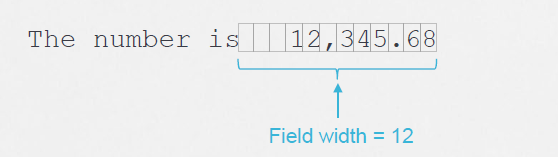 The number is   12,345.68
Field width = 12